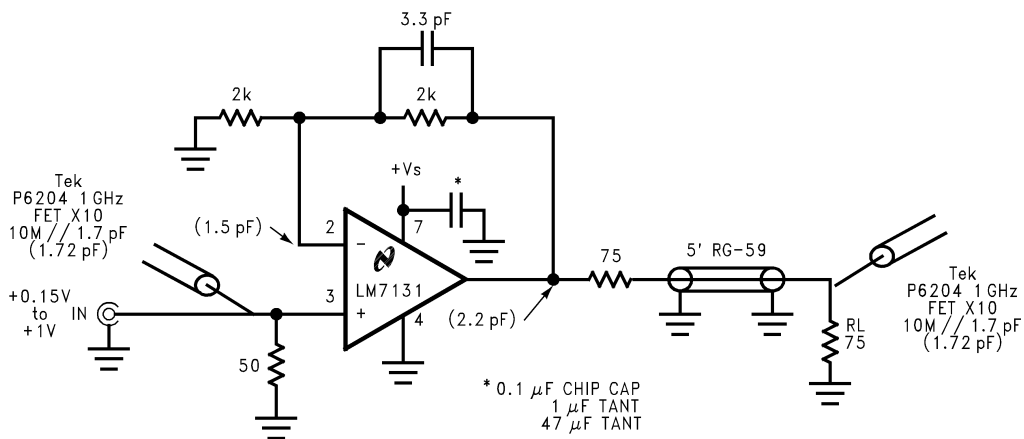 3.3 pF
2k
2k
+Vs
*
Tek
P6204 1 GHz
FET X10
10M // 1.7 pF
(1.72 pF)
(1.5 pF)
2
7
−
5' RG-59
75
LM7131
+0.15V
to
+1V
IN
3
+
4
(2.2 pF)
Tek
P6204 1 GHz
FET X10
10M // 1.7 pF
(1.72 pF)
RL
75
50
* 0.1 µF CHIP CAP
1 µF TANT
47 µF TANT